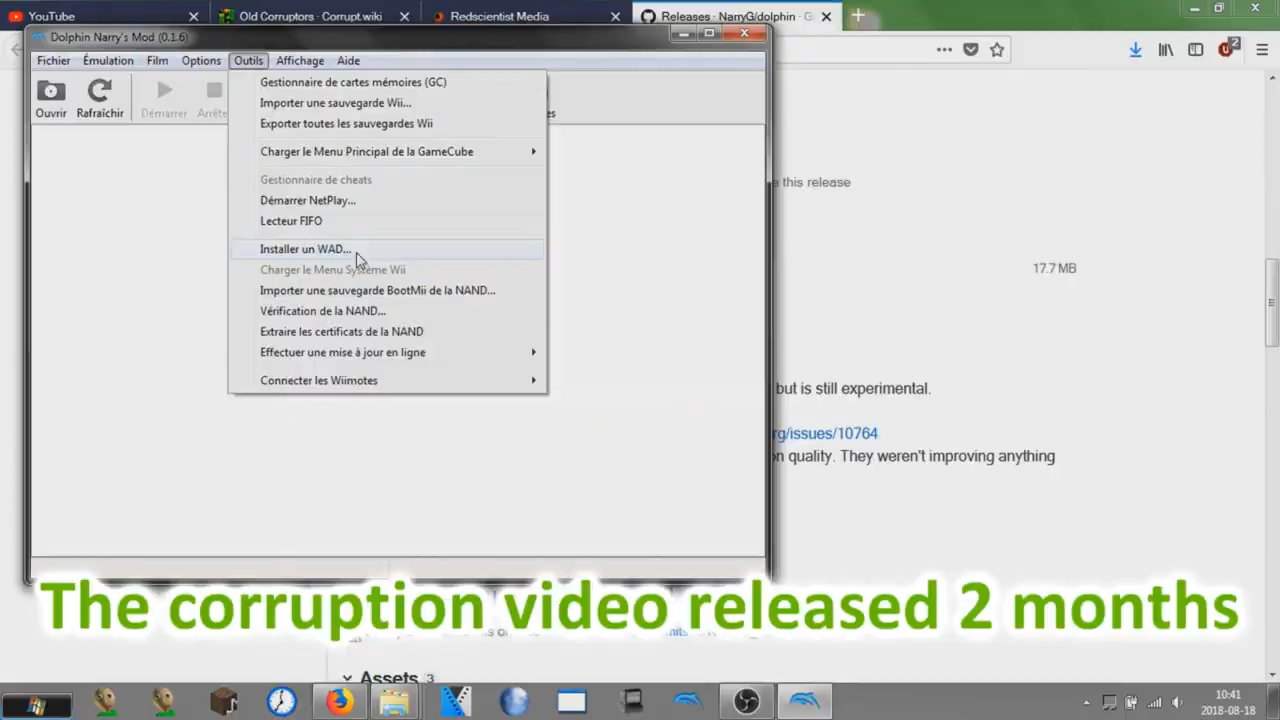 YouTube
Old Corruptors - Corrupt.wiki
Redscientist Media
Releases · NarryG/dolphin · G
Dolphin Narry's Mod (0.1.6)
Fichier Émulation Film Options Outils Affichage Aide
2
Ouvrir Rafraîchir Démarrer Arrête
es
Gestionnaire de cartes mémoires (GC)
Importer une sauvegarde Wii...
Exporter toutes les sauvegardes Wii
Charger le Menu Principal de la GameCube
Gestionnaire de cheats
Démarrer NetPlay...
Lecteur FIFO
Installer un WAD...
Charger le Menu Système Wii
Importer une sauvegarde BootMii de la NAND...
Vérification de la NAND...
Extraire les certificats de la NAND
Effectuer une mise à jour en ligne
Connecter les Wiimotes
e this release
17.7 MB
but is still experimental.
rg/issues/10764
n quality. They weren't improving anything
The corruption video released 2 months
Assets 3
10:41
2018-08-18